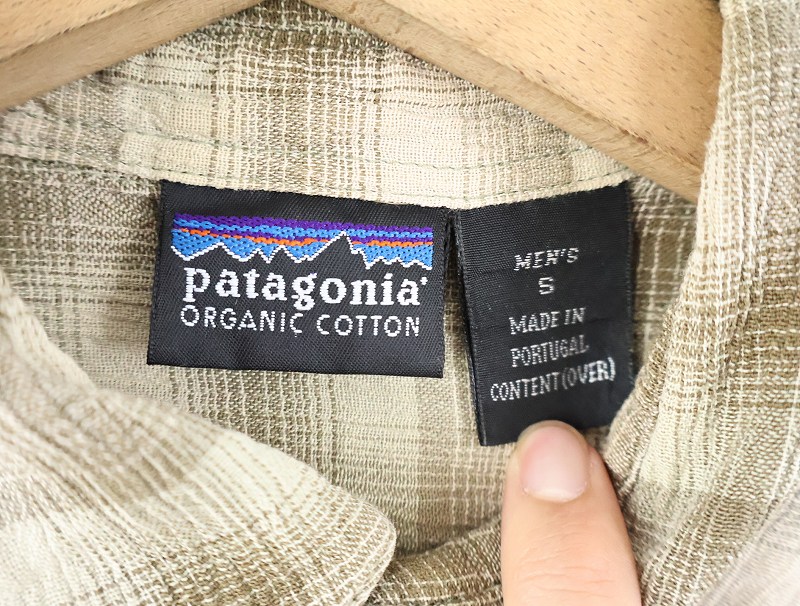 patagonia®
ORGANIC COTTON
MEN'S
S
MADE IN
PORTUGAL
CONTENT(OVER)